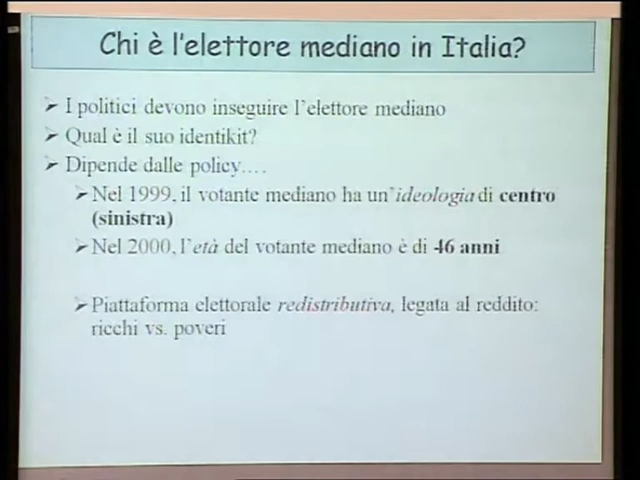 Chi è l'elettore mediano in Italia?
➢ I politici devono inseguire l'elettore mediano
➢ Qual è il suo identikit?
➢ Dipende dalle policy….
➢ Nel 1999, il votante mediano ha un'ideologia di centro
(sinistra)
➢ Nel 2000, l'età del votante mediano è di 46 anni
➢ Piattaforma elettorale redistributiva, legata al reddito:
ricchi vs. poveri